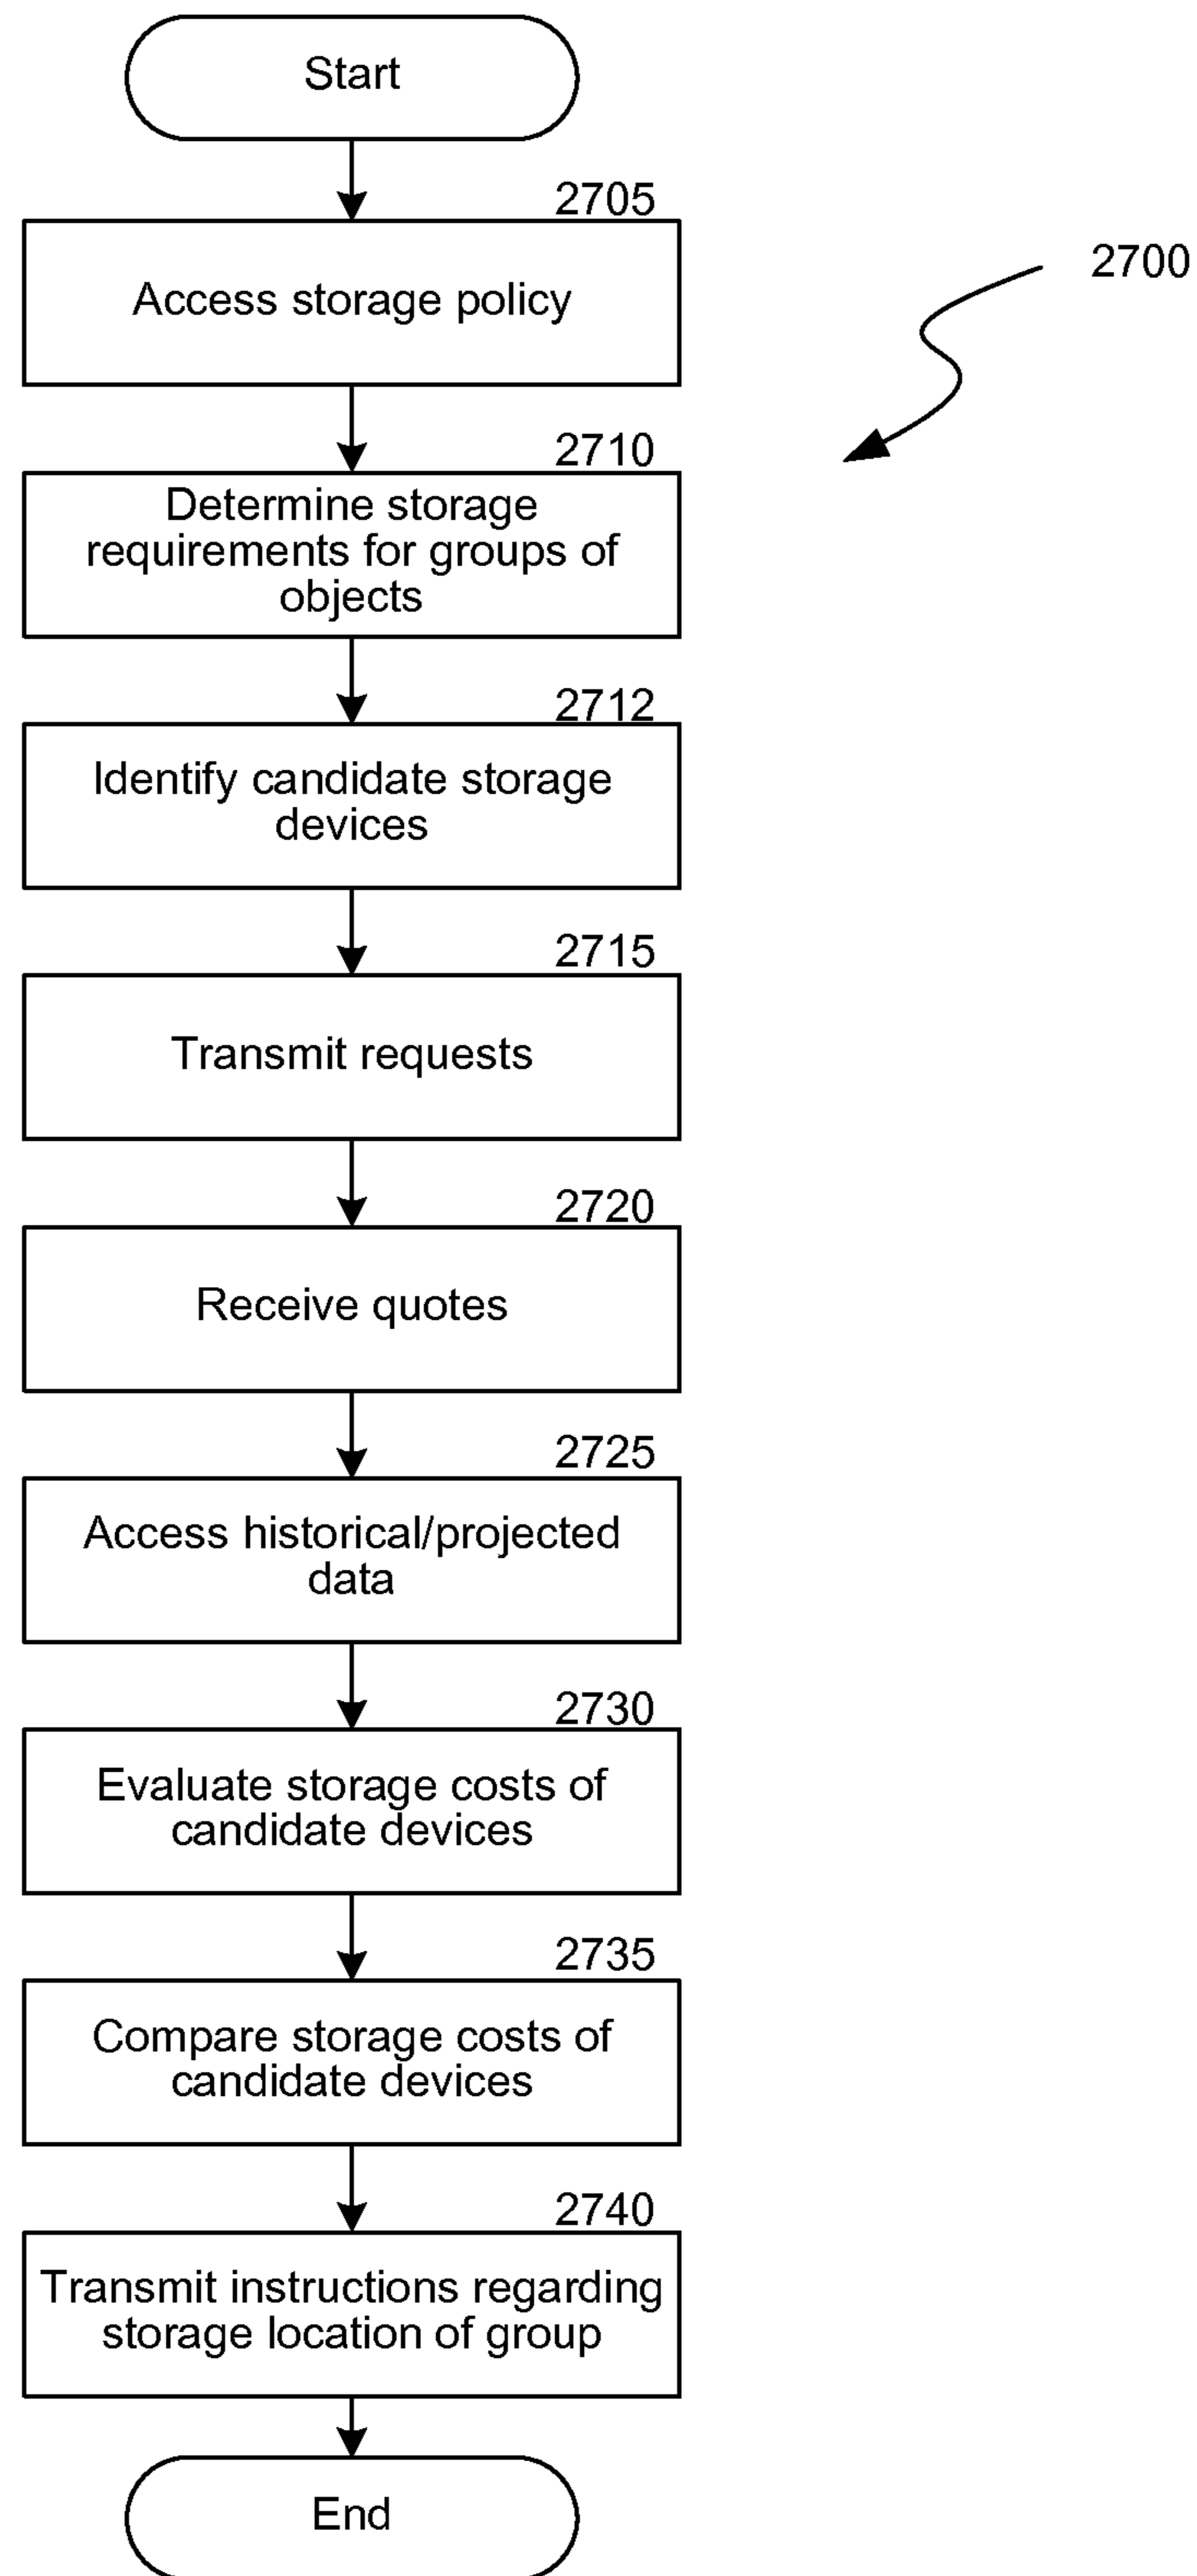 Start
2705
Access storage policy
2700
2710
Determine storage
requirements for groups of
objects
2712
Identify candidate storage
devices
2715
Transmit requests
2720
Receive quotes
2725
Access historical/projected
data
2730
Evaluate storage costs of
candidate devices
2735
Compare storage costs of
candidate devices
2740
Transmit instructions regarding
storage location of group
End